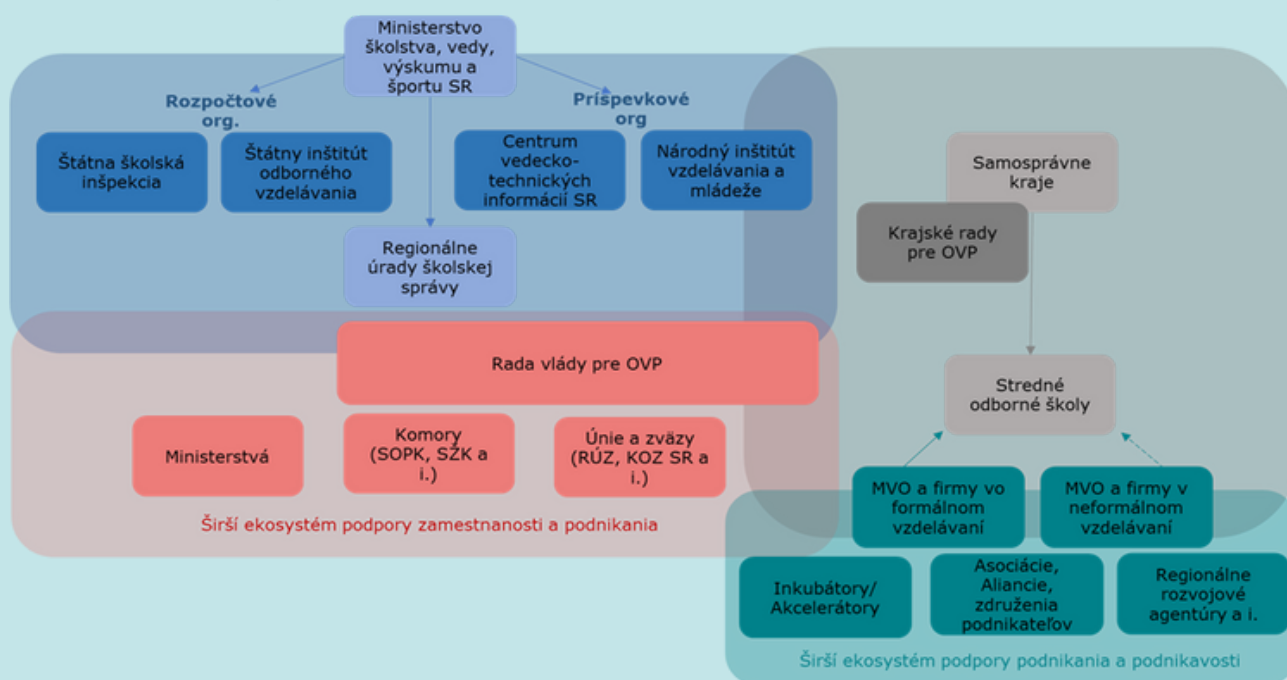 Ministerstvo
školstva, vedy,
výskumu a
športu SR
Rozpočtové
org.
Príspevkové
org
Štátna školská
inšpekcia
Štátny inštitút
odborného
vzdelávania
Centrum
vedecko-
technických
informácií SR
Národný inštitút
vzdelávania a
mládeže
Regionálne
úrady školskej
správy
Samosprávne
kraje
Krajské rady
pre OVP
Rada vlády pre OVP
Stredné
odborné školy
Ministerstvá
Komory
(SOPK, SŽK a
i.)
Únie a zväzy
(RÚZ, KOZ SR a
i.)
Širší ekosystém podpory zamestnanosti a podnikania
MVO a firmy vo
formálnom
vzdelávaní
MVO a firmy v
neformálnom
vzdelávaní
Inkubátory/
Akcelerátory
Asociácie,
Aliancie,
združenia
podnikateľov
Regionálne
rozvojové
agentúry a i.
Širší ekosystém podpory podnikania a podnikavosti